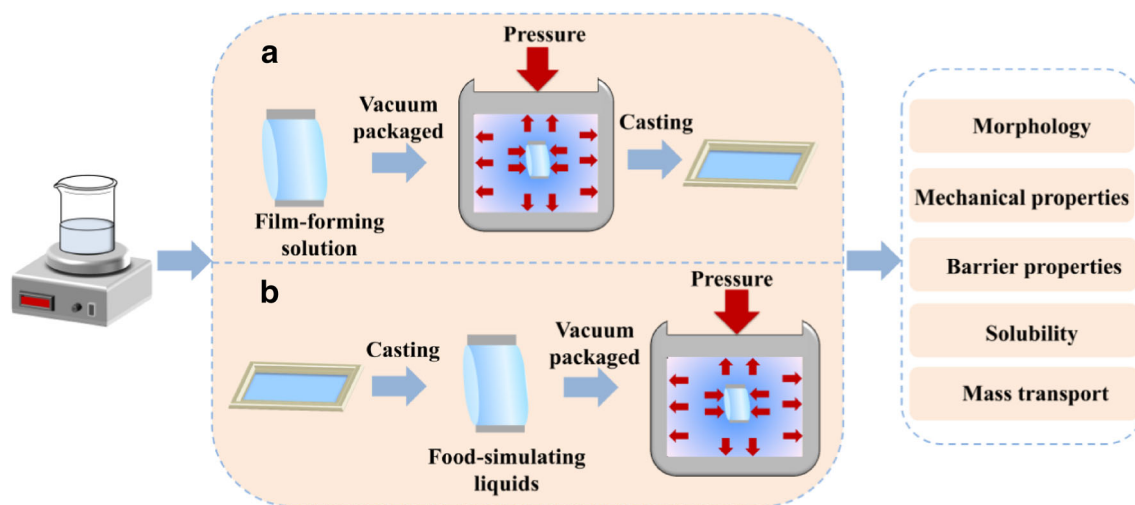 a
Pressure
Vacuum
packaged
Casting
Film-forming
solution
b
Pressure
Casting
Vacuum
packaged
Food-simulating
liquids
Morphology
Mechanical properties
Barrier properties
Solubility
Mass transport